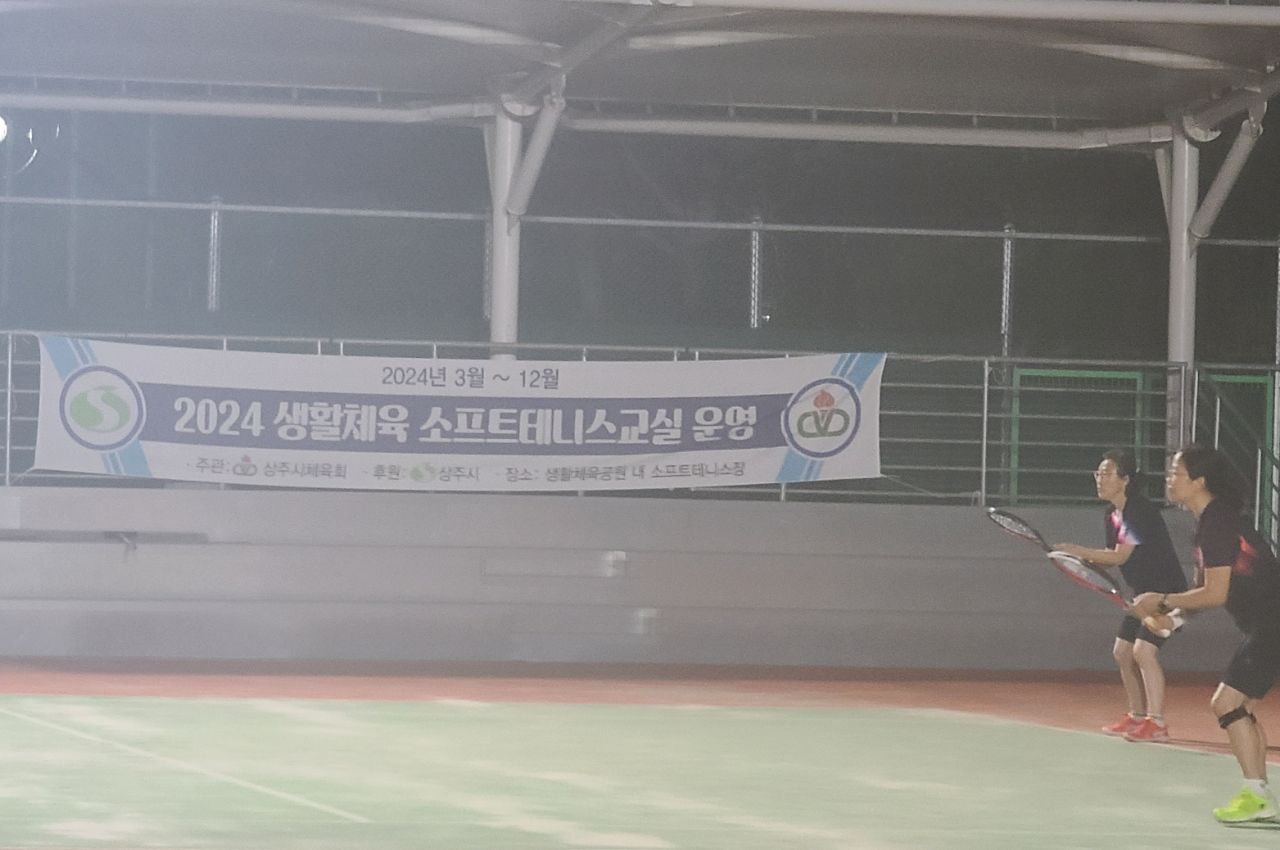 2024년 3월 ~ 12월
2024 생활체육 소프트테니스교실 운영
· 주관: 상주시체육회 · 후원: 상주시 · 장소: 생활체육공원 내 소프트테니스장